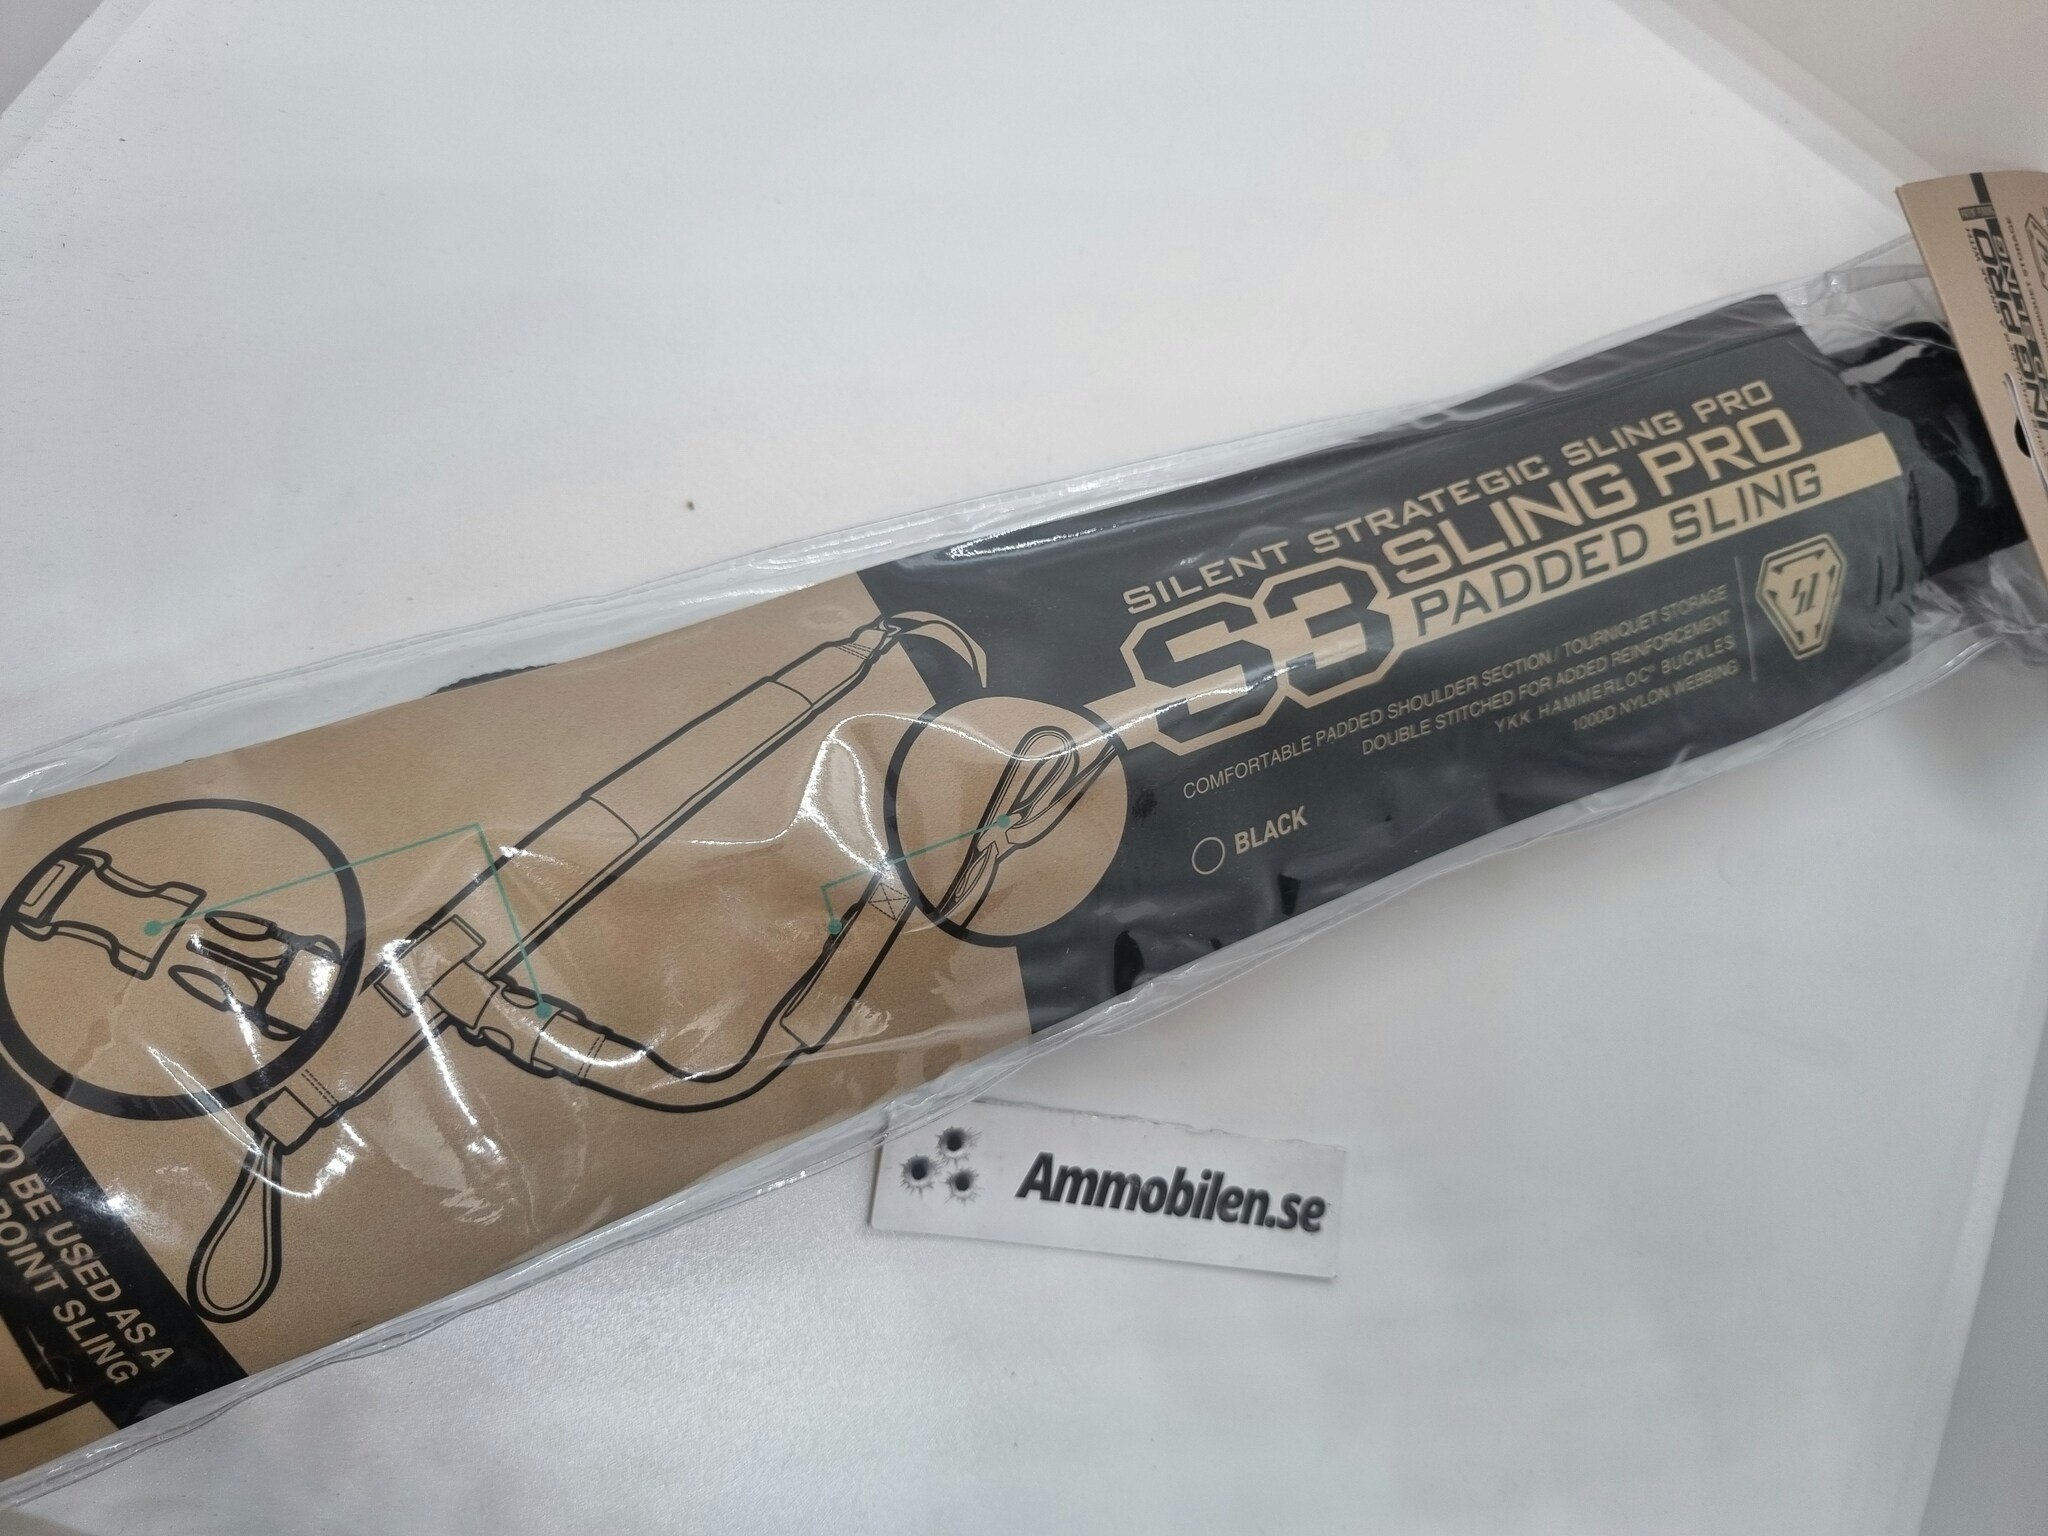 SILENT STRATEGIC SLING PRO
S3 SLING PRO
PADDED SLING
COMFORTABLE PADDED SHOULDER SECTION / TOURNIQUET STORAGE
DOUBLE STITCHED FOR ADDED REINFORCEMENT
YKK HAMMERLOC® BUCKLES
1000D NYLON WEBBING
BLACK
TO BE USED AS A
POINT SLING
Ammobilen.se